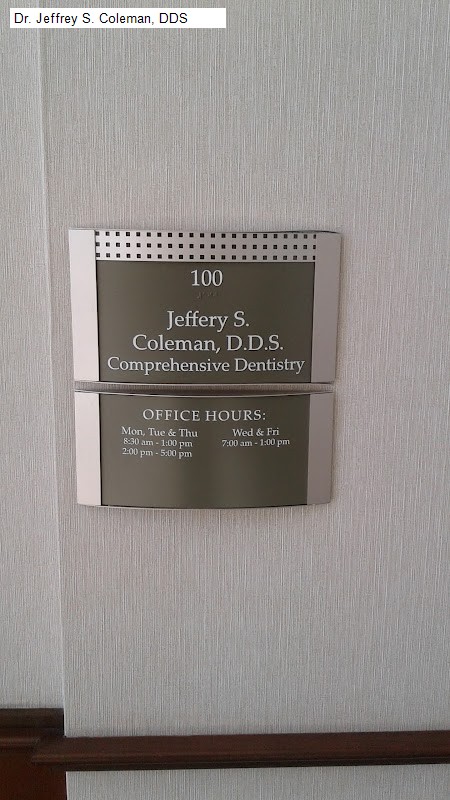 Dr. Jeffrey S. Coleman, DDS
100
Jeffery S.
Coleman, D.D.S.
Comprehensive Dentistry
OFFICE HOURS:
Mon, Tue & Thu
8:30 am - 1:00 pm
2:00 pm - 5:00 pm
Wed & Fri
7:00 am - 1:00 pm